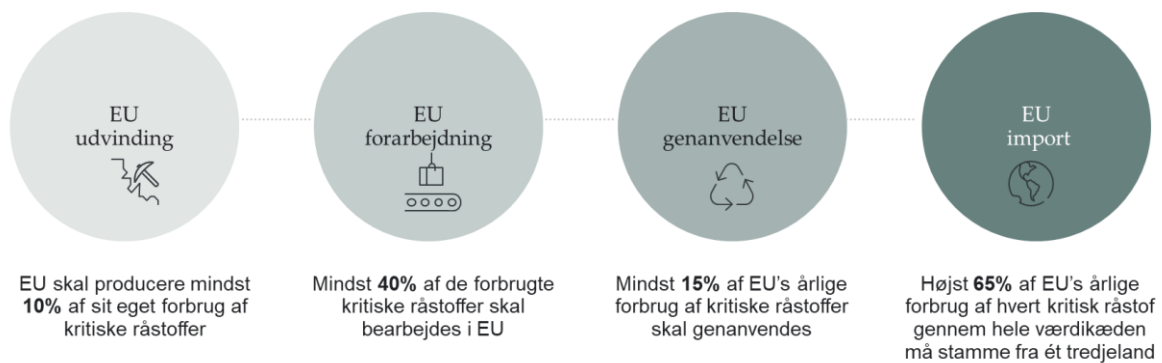 EU
udvinding
EU
forarbejdning
EU
genanvendelse
EU
import
EU skal producere mindst
10% af sit eget forbrug af
kritiske råstoffer
Mindst 40% af de forbrugte
kritiske råstoffer skal
bearbejdes i EU
Mindst 15% af EU's årlige
forbrug af kritiske råstoffer
skal genanvendes
Højst 65% af EU's årlige
forbrug af hvert kritisk råstof
gennem hele værdikæden
må stamme fra ét tredjeland